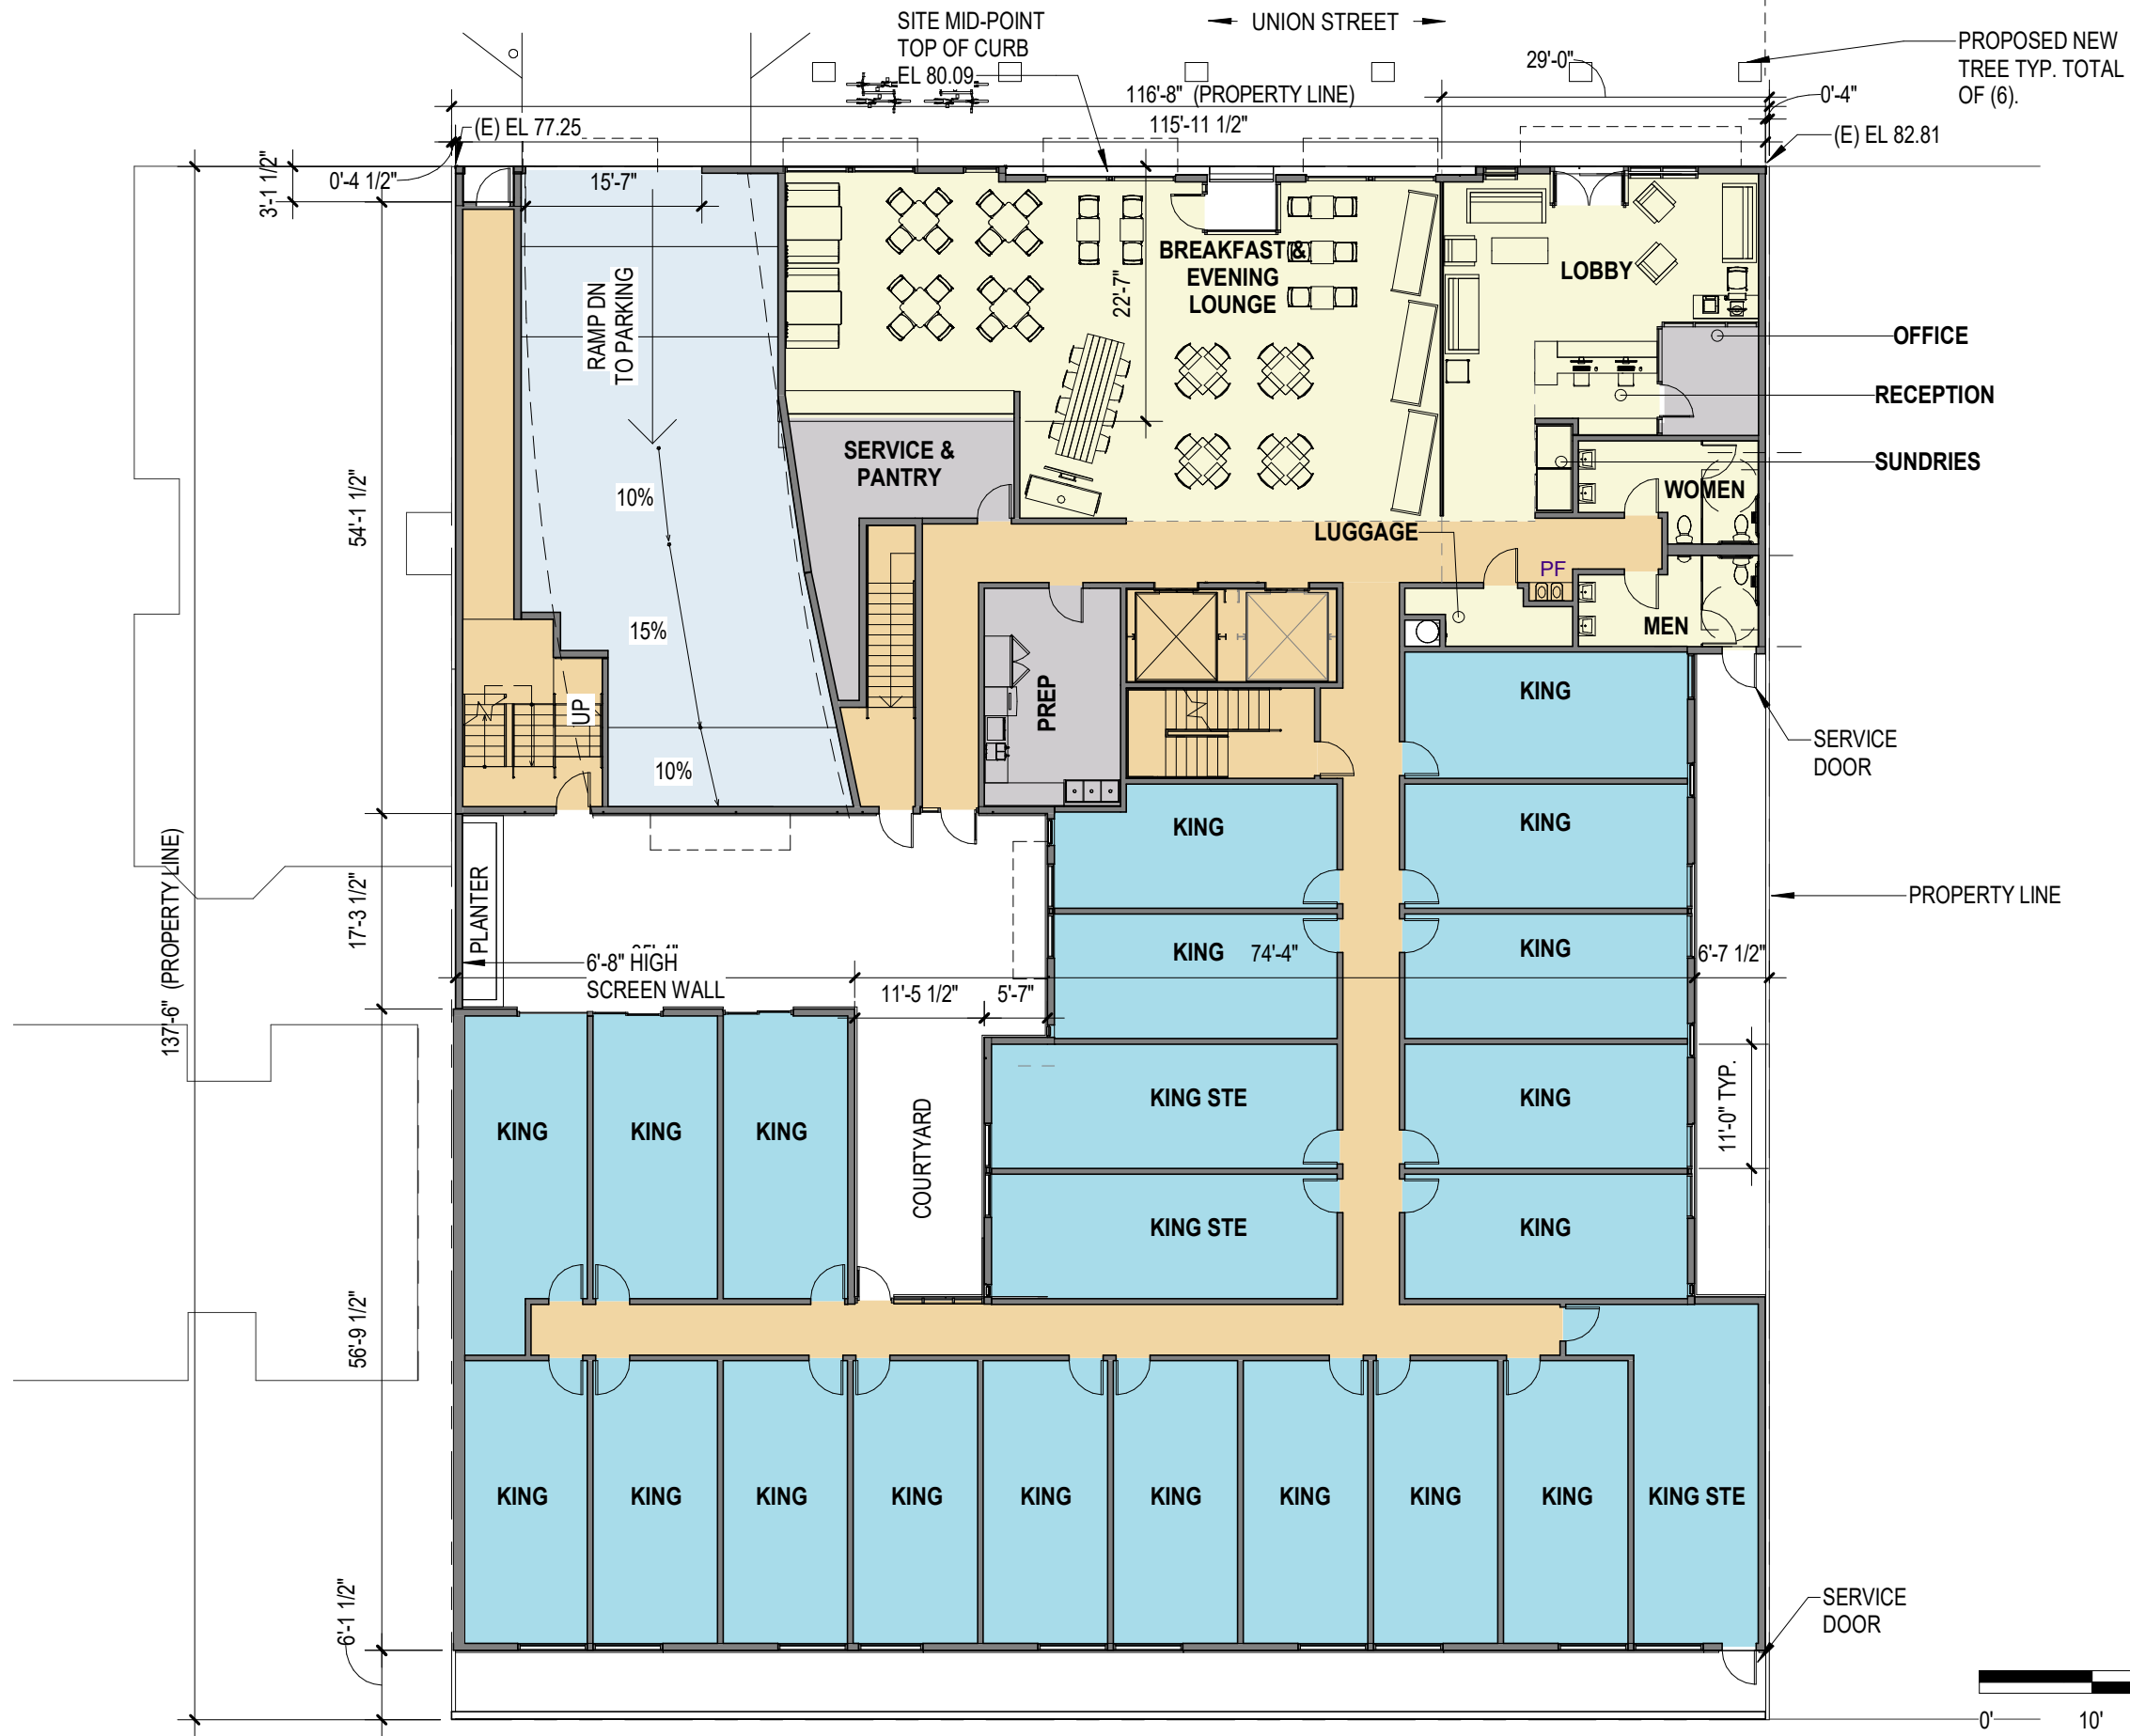 SITE MID-POINT
TOP OF CURB
EL 80.09
UNION STREET
PROPOSED NEW
TREE TYP. TOTAL
OF (6).
29'-0"
116'-8" (PROPERTY LINE)
0'-4"
115'-11 1/2"
(E) EL 77.25
(E) EL 82.81
3'-1 1/2"
0'-4 1/2"
15'-7"
RAMP DN
TO PARKING
BREAKFAST &
EVENING
LOUNGE
22'-7"
LOBBY
OFFICE
RECEPTION
SUNDRIES
SERVICE &
PANTRY
WOMEN
10%
54'-1 1/2"
LUGGAGE
PF
15%
MEN
UP
PREP
KING
SERVICE
DOOR
10%
KING
KING
137'-6" (PROPERTY LINE)
17'-3 1/2"
PLANTER
PROPERTY LINE
6'-8" HIGH
SCREEN WALL
KING
74'-4"
KING
6'-7 1/2"
11'-5 1/2"
5'-7"
KING
KING
KING
COURTYARD
KING STE
KING
11'-0" TYP.
KING STE
KING
56'-9 1/2"
KING
KING
KING
KING
KING
KING
KING
KING
KING
KING STE
6'-1 1/2"
SERVICE
DOOR
0'
10'